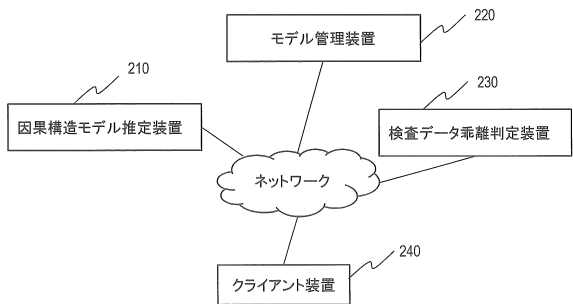 220
モデル管理装置
210
230
因果構造モデル推定装置
検査データ乖離判定装置
ネットワーク
240
クライアント装置